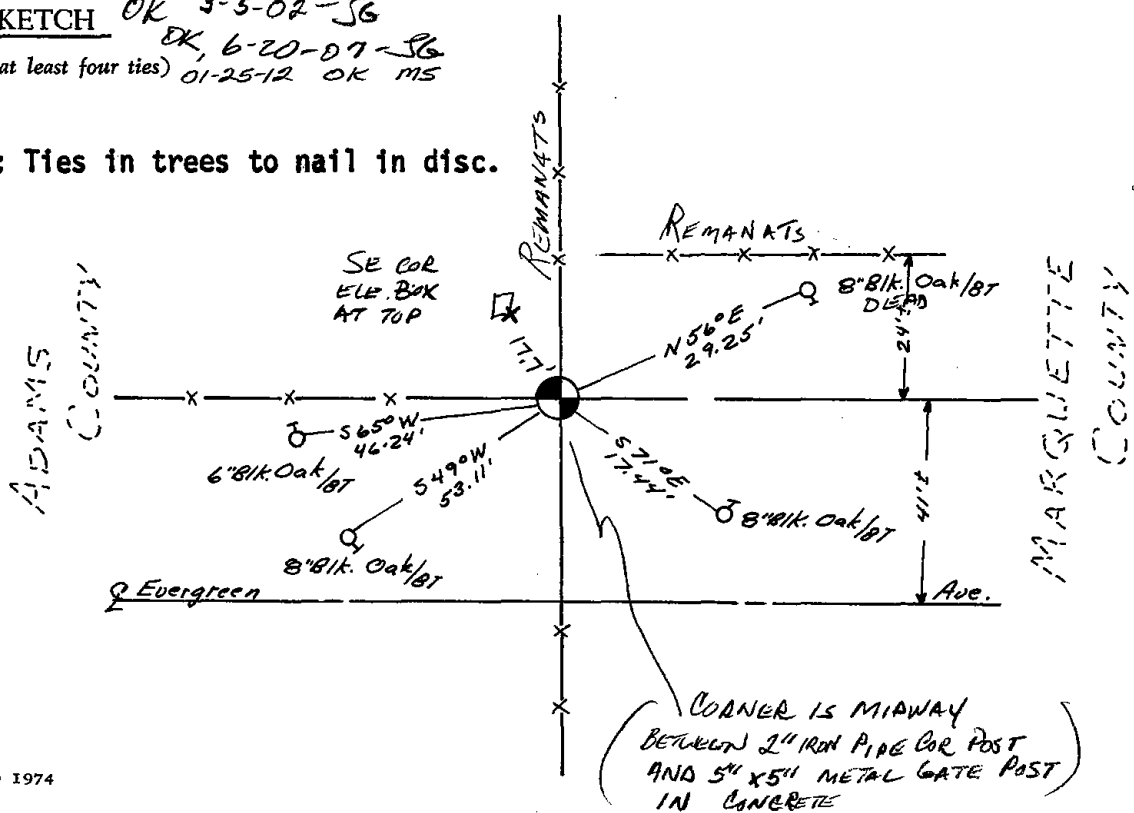 KETCH OK 3-5-02-SG
OK, 6-20-07-SG
at least four ties) 01-25-12 OK MS
: Ties in trees to nail in disc.
REMANATS
REMANATS
SE COR
ELE. BOX
AT TOP
17.7'
8"Blk. Oak/BT
DEAD
24'±
N 56° E
29.25'
ADAMS
COUNTY
MARQUETTE
COUNTY
S65°W
46.24'
6"Blk. Oak/BT
S49°W
53.11'
8"Blk. Oak/BT
S71°E
17.44'
8"Blk. Oak/BT
41'±
℄ Evergreen Ave.
CORNER IS MIDWAY
BETWEEN 2" IRON PIPE COR POST
AND 5" x 5" METAL GATE POST
IN CONCRETE
1974